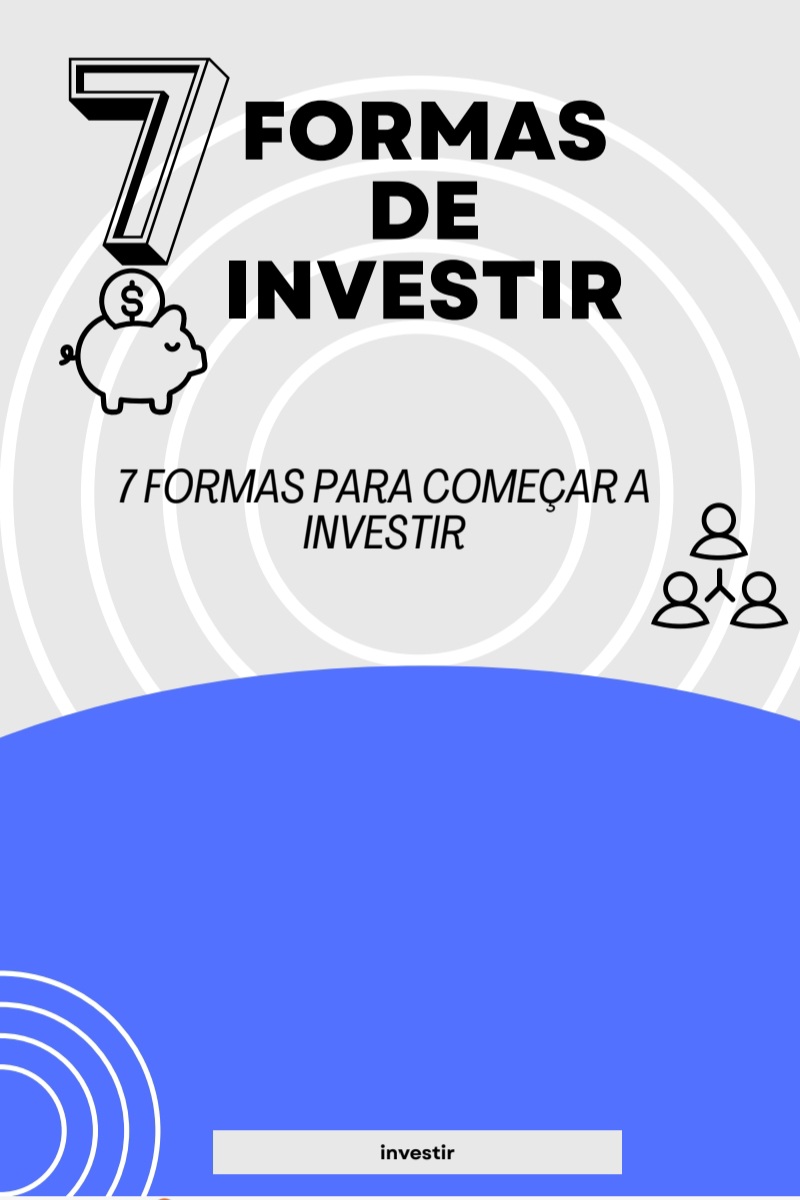 7 FORMAS
DE
INVESTIR
$
7 FORMAS PARA COMEÇAR A
INVESTIR
investir